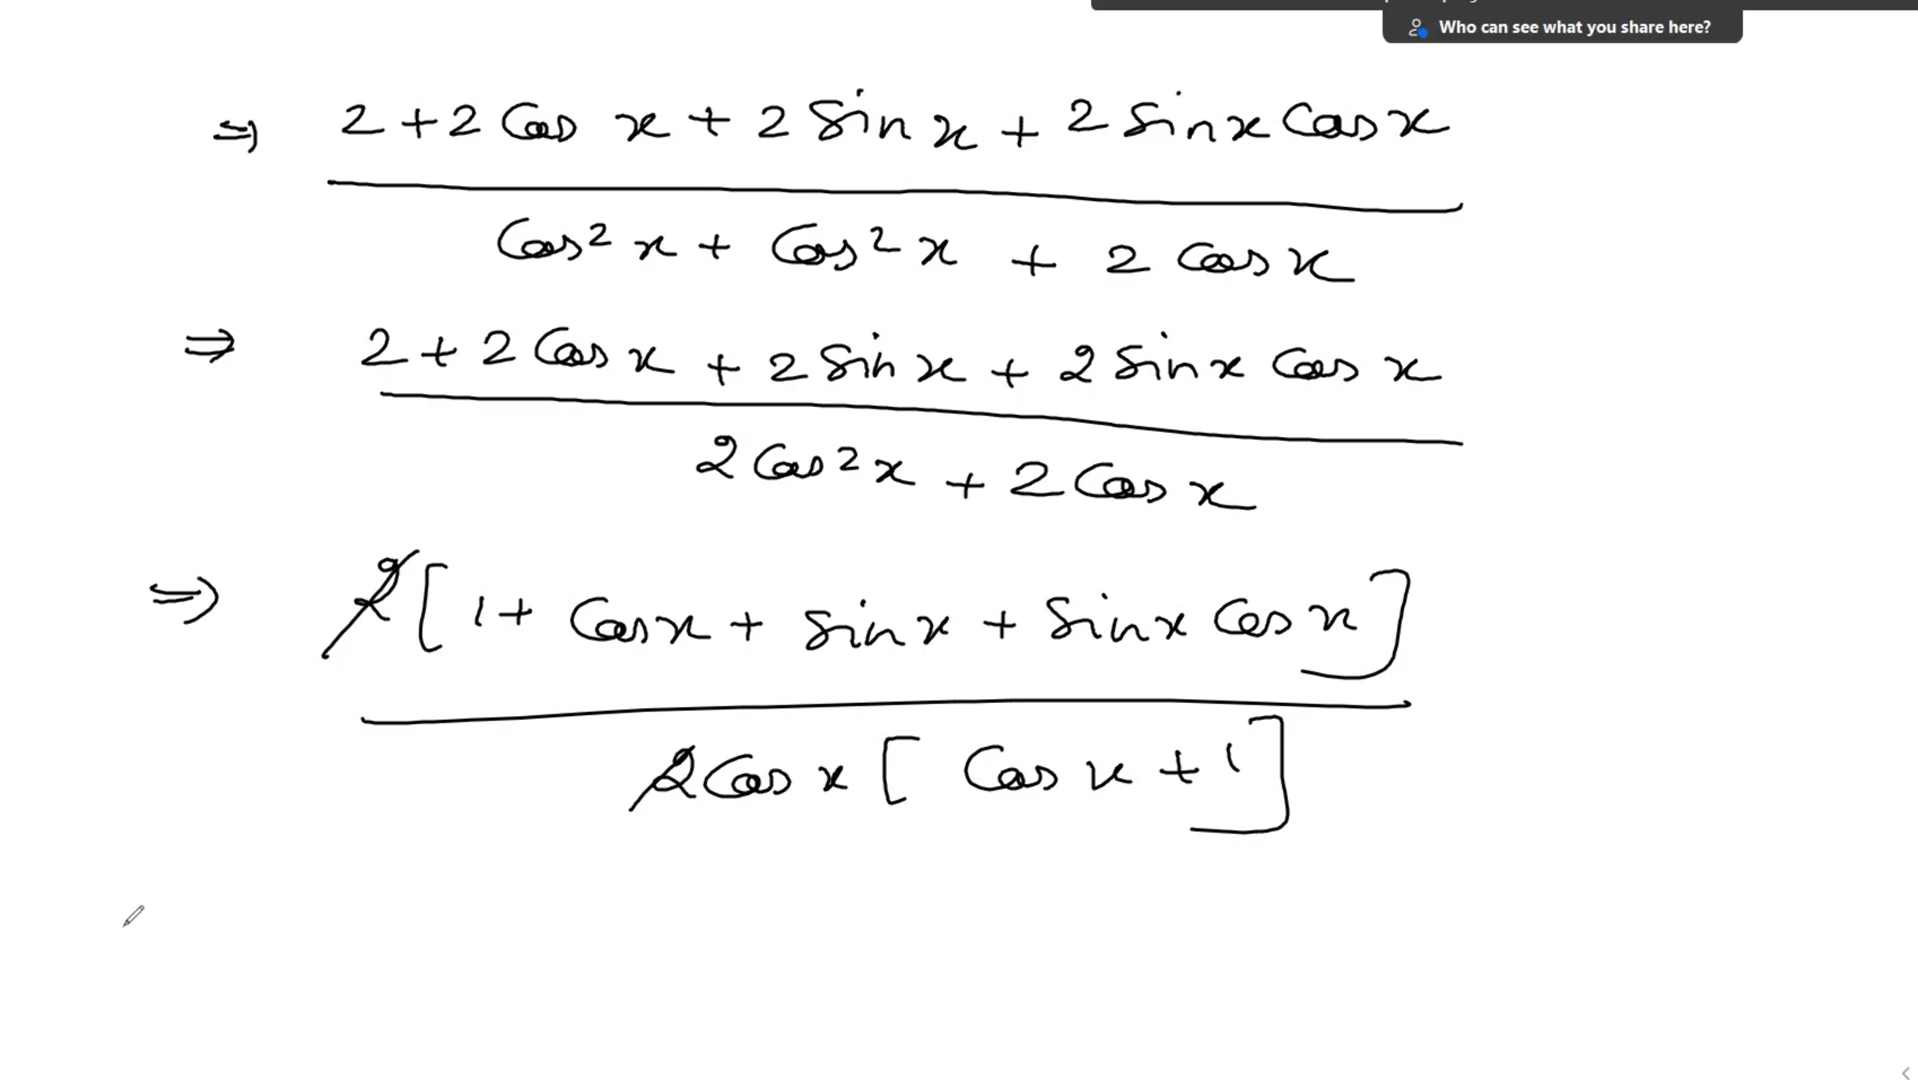 Who can see what you share here?
⇒ 2 + 2 Cos x + 2 Sin x + 2 Sin x Cos x
Cos² x + Cos² x + 2 Cos x
⇒ 2 + 2 Cos x + 2 Sin x + 2 Sin x Cos x
2 Cos² x + 2 Cos x
⇒ 2 [ 1 + Cos x + Sin x + Sin x Cos x ]
2 Cos x [ Cos x + 1 ]